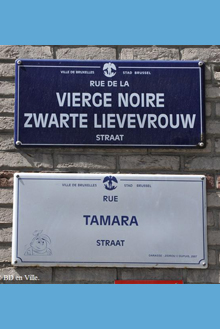 VILLE DE BRUXELLES STAD BRUSSEL
RUE DE LA
VIERGE NOIRE
ZWARTE LIEVEVROUW
STRAAT
VILLE DE BRUXELLES STAD BRUSSEL
RUE
TAMARA
STRAAT
© BD en Ville.